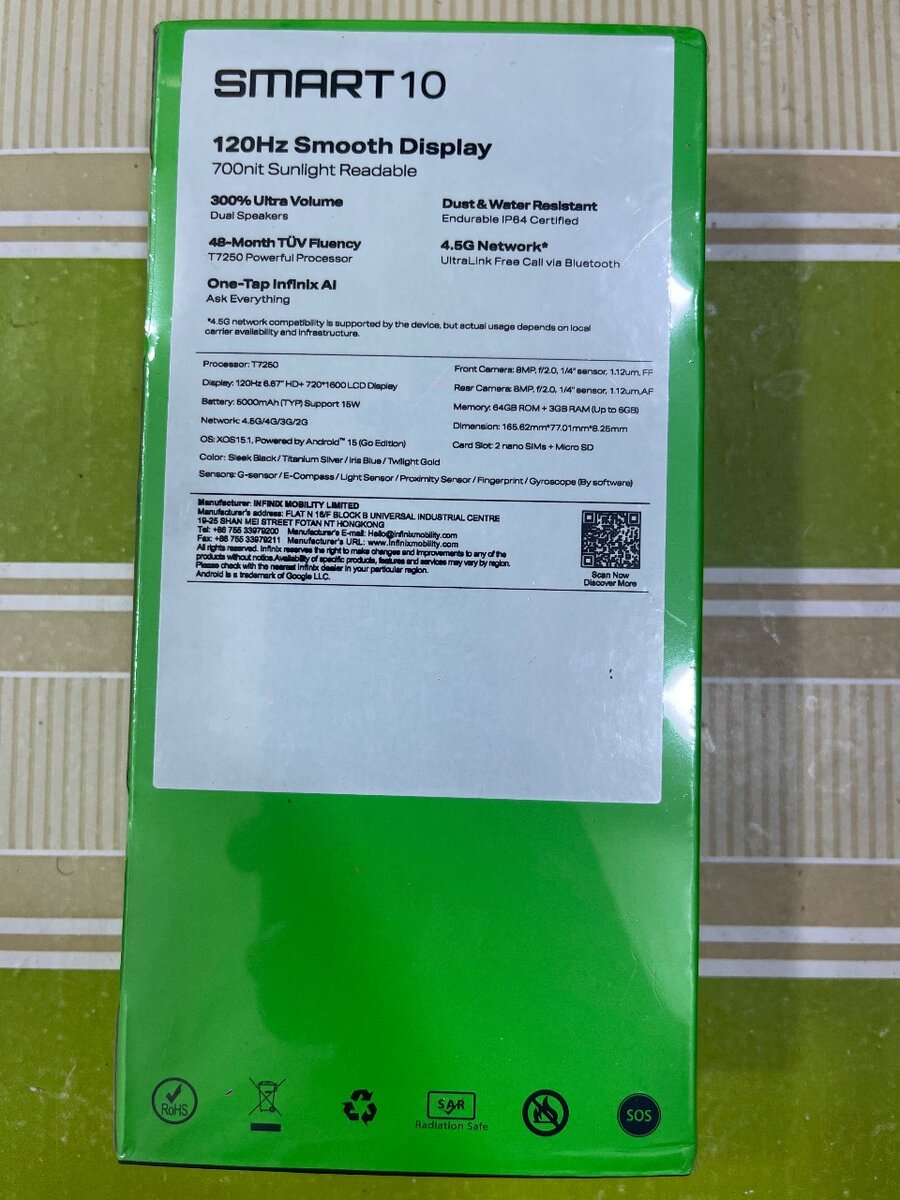 SMART 10
120Hz Smooth Display
700nit Sunlight Readable
300% Ultra Volume
Dual Speakers
Dust & Water Resistant
Endurable IP64 Certified
48-Month TÜV Fluency
T7250 Powerful Processor
4.5G Network*
UltraLink Free Call via Bluetooth
One-Tap Infinix AI
Ask Everything
*4.5G network compatibility is supported by the device, but actual usage depends on local
carrier availability and infrastructure.
Processor: T7250
Display: 120Hz 6.67" HD+ 720*1600 LCD Display
Battery: 5000mAh (TYP) Support 15W
Network: 4.5G/4G/3G/2G
OS: XOS15.1, Powered by Android™ 15 (Go Edition)
Front Camera: 8MP, f/2.0, 1/4" sensor, 1.12um, FF
Rear Camera: 8MP, f/2.0, 1/4" sensor, 1.12um,AF
Memory: 64GB ROM + 3GB RAM (Up to 6GB)
Dimension: 165.62mm*77.01mm*8.25mm
Card Slot: 2 nano SIMs + Micro SD
Color: Sleek Black / Titanium Silver / Iris Blue / Twilight Gold
Sensors: G-sensor / E-Compass / Light Sensor / Proximity Sensor / Fingerprint / Gyroscope (By software)
Manufacturer: INFINIX MOBILITY LIMITED
Manufacturer's address: FLAT N 16/F BLOCK B UNIVERSAL INDUSTRIAL CENTRE
19-25 SHAN MEI STREET FOTAN NT HONGKONG
Tel: +86 755 33979200 Manufacturer's E-mail: Hello@infinixmobility.com
Fax: +86 755 33979211 Manufacturer's URL: www.infinixmobility.com
All rights reserved. Infinix reserves the right to make changes and improvements to any of the
products without notice.Availability of specific products, features and services may vary by region.
Please check with the nearest Infinix dealer in your particular region.
Android is a trademark of Google LLC.
Scan Now
Discover More
RoHS
SAR
Radiation Safe
SOS